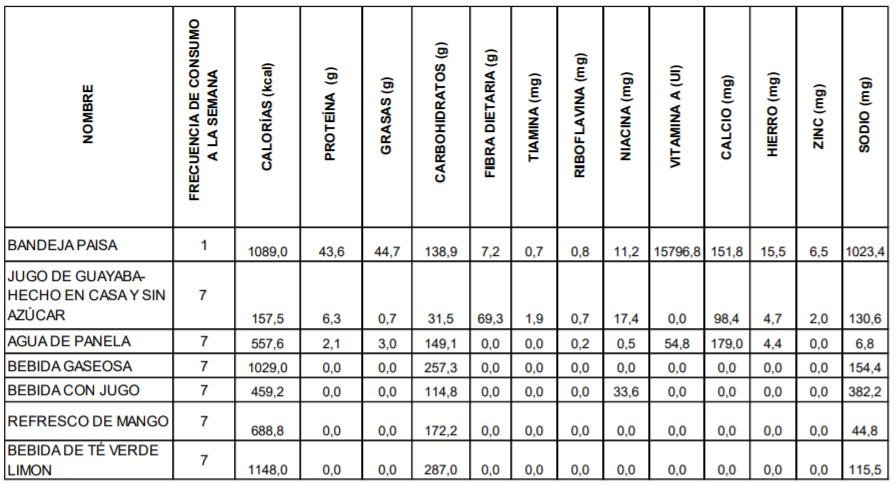 NOMBRE
FRECUENCIA DE CONSUMO
A LA SEMANA
CALORÍAS (kcal)
PROTEÍNA (g)
GRASAS (g)
CARBOHIDRATOS (g)
FIBRA DIETARIA (g)
TIAMINA (mg)
RIBOFLAVINA (mg)
NIACINA (mg)
VITAMINA A (UI)
CALCIO (mg)
HIERRO (mg)
ZINC (mg)
SODIO (mg)
BANDEJA PAISA 1 1089,0 43,6 44,7 138,9 7,2 0,7 0,8 11,2 15796,8 151,8 15,5 6,5 1023,4
JUGO DE GUAYABA-
HECHO EN CASA Y SIN
AZÚCAR 7 157,5 6,3 0,7 31,5 69,3 1,9 0,7 17,4 0,0 98,4 4,7 2,0 130,6
AGUA DE PANELA 7 557,6 2,1 3,0 149,1 0,0 0,0 0,2 0,5 54,8 179,0 4,4 0,0 6,8
BEBIDA GASEOSA 7 1029,0 0,0 0,0 257,3 0,0 0,0 0,0 0,0 0,0 0,0 0,0 0,0 154,4
BEBIDA CON JUGO 7 459,2 0,0 0,0 114,8 0,0 0,0 0,0 33,6 0,0 0,0 0,0 0,0 382,2
REFRESCO DE MANGO 7 688,8 0,0 0,0 172,2 0,0 0,0 0,0 0,0 0,0 0,0 0,0 0,0 44,8
BEBIDA DE TÉ VERDE
LIMON 7 1148,0 0,0 0,0 287,0 0,0 0,0 0,0 0,0 0,0 0,0 0,0 0,0 115,5